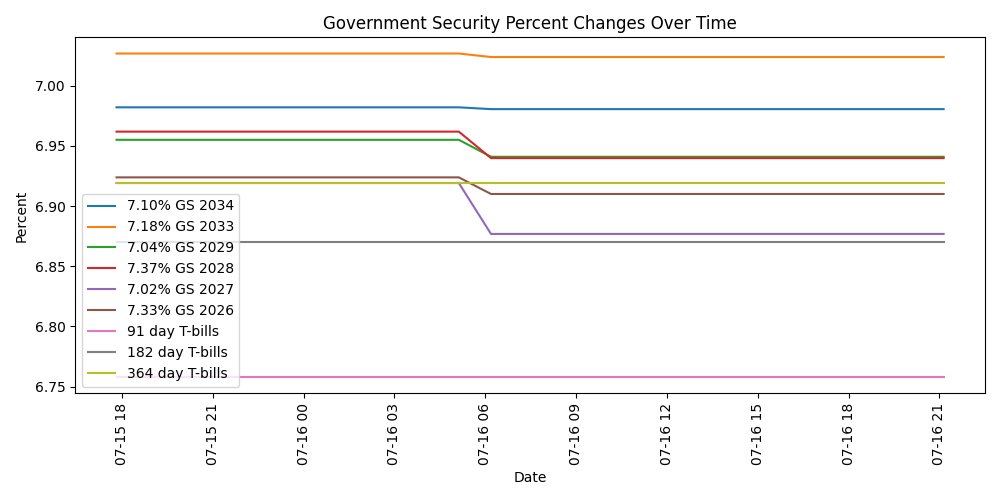 Government Security Percent Changes Over Time
Percent
7.00
6.95
6.90
6.85
6.80
6.75
7.10% GS 2034
7.18% GS 2033
7.04% GS 2029
7.37% GS 2028
7.02% GS 2027
7.33% GS 2026
91 day T-bills
182 day T-bills
364 day T-bills
07-15 18
07-15 21
07-16 00
07-16 03
07-16 06
07-16 09
07-16 12
07-16 15
07-16 18
07-16 21
Date